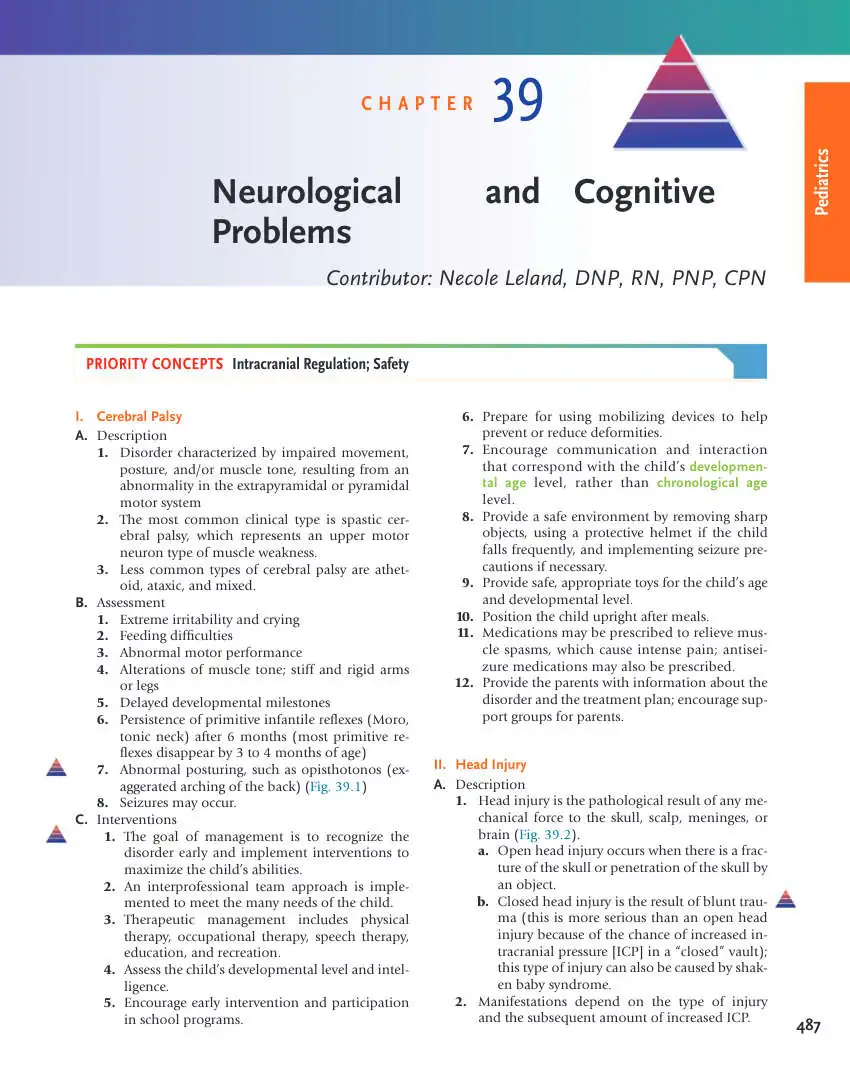 CHAPTER 39
Pediatrics
Neurological and Cognitive
Problems
Contributor: Necole Leland, DNP, RN, PNP, CPN
PRIORITY CONCEPTS Intracranial Regulation; Safety
I. Cerebral Palsy
A. Description
1. Disorder characterized by impaired movement,
posture, and/or muscle tone, resulting from an
abnormality in the extrapyramidal or pyramidal
motor system
2. The most common clinical type is spastic cer-
ebral palsy, which represents an upper motor
neuron type of muscle weakness.
3. Less common types of cerebral palsy are athet-
oid, ataxic, and mixed.
B. Assessment
1. Extreme irritability and crying
2. Feeding difficulties
3. Abnormal motor performance
4. Alterations of muscle tone; stiff and rigid arms
or legs
5. Delayed developmental milestones
6. Persistence of primitive infantile reflexes (Moro,
tonic neck) after 6 months (most primitive re-
flexes disappear by 3 to 4 months of age)
7. Abnormal posturing, such as opisthotonos (ex-
aggerated arching of the back) (Fig. 39.1)
8. Seizures may occur.
C. Interventions
1. The goal of management is to recognize the
disorder early and implement interventions to
maximize the child's abilities.
2. An interprofessional team approach is imple-
mented to meet the many needs of the child.
3. Therapeutic management includes physical
therapy, occupational therapy, speech therapy,
education, and recreation.
4. Assess the child's developmental level and intel-
ligence.
5. Encourage early intervention and participation
in school programs.
6. Prepare for using mobilizing devices to help
prevent or reduce deformities.
7. Encourage communication and interaction
that correspond with the child's developmen-
tal age level, rather than chronological age
level.
8. Provide a safe environment by removing sharp
objects, using a protective helmet if the child
falls frequently, and implementing seizure pre-
cautions if necessary.
9. Provide safe, appropriate toys for the child's age
and developmental level.
10. Position the child upright after meals.
11. Medications may be prescribed to relieve mus-
cle spasms, which cause intense pain; antisei-
zure medications may also be prescribed.
12. Provide the parents with information about the
disorder and the treatment plan; encourage sup-
port groups for parents.
II. Head Injury
A. Description
1. Head injury is the pathological result of any me-
chanical force to the skull, scalp, meninges, or
brain (Fig. 39.2).
a. Open head injury occurs when there is a frac-
ture of the skull or penetration of the skull by
an object.
b. Closed head injury is the result of blunt trau-
ma (this is more serious than an open head
injury because of the chance of increased in-
tracranial pressure [ICP] in a "closed" vault);
this type of injury can also be caused by shak-
en baby syndrome.
2. Manifestations depend on the type of injury
and the subsequent amount of increased ICP.
487